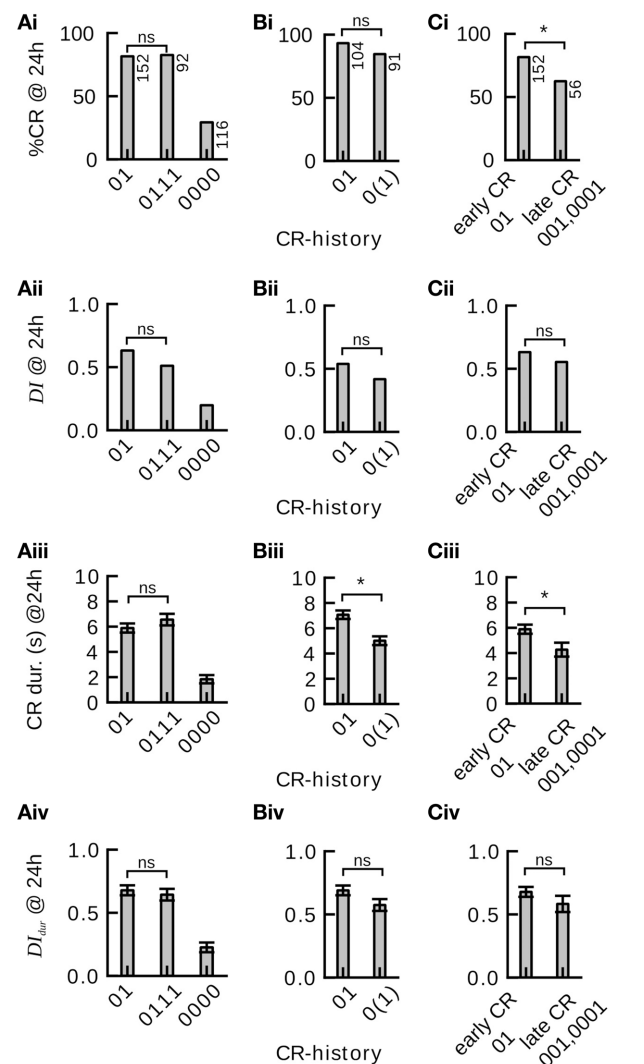 Ai
Bi
Ci
%CR @ 24h
100
50
0
ns
152
92
116
01
0111
0000
100
50
0
ns
104
91
01
0(1)
100
50
0
*
152
56
early CR
01
late CR
001,0001
CR-history
Aii
Bii
Cii
DI @ 24h
1.0
0.5
0.0
ns
01
0111
0000
1.0
0.5
0.0
ns
01
0(1)
1.0
0.5
0.0
ns
early CR
01
late CR
001,0001
CR-history
Aiii
Biii
Ciii
CR dur. (s) @24h
10
8
6
4
2
0
ns
01
0111
0000
10
8
6
4
2
0
*
01
0(1)
10
8
6
4
2
0
*
early CR
01
late CR
001,0001
CR-history
Aiv
Biv
Civ
DIdur @ 24h
1.0
0.5
0.0
ns
01
0111
0000
1.0
0.5
0.0
ns
01
0(1)
1.0
0.5
0.0
ns
early CR
01
late CR
001,0001
CR-history